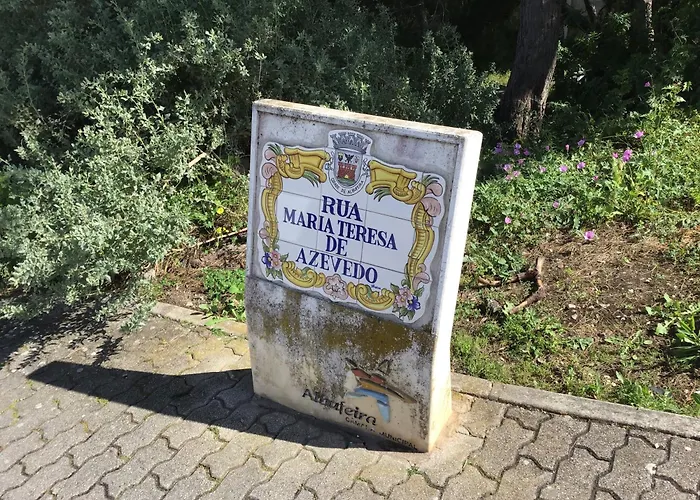 RUA
MARIA TERESA
DE
AZEVEDO
Albufeira